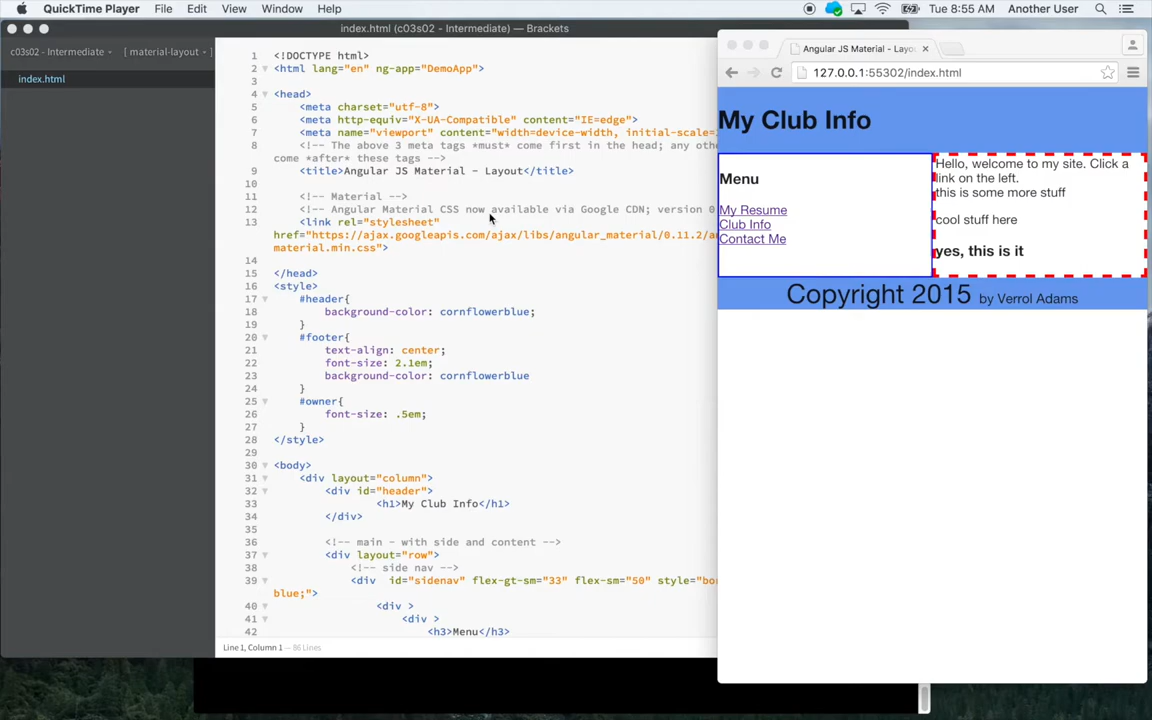 QuickTime Player File Edit View Window Help
Tue 8:55 AM Another User
index.html (c03s02 - Intermediate) — Brackets
c03s02 - Intermediate
[ material-layout
index.html
1 <!DOCTYPE html>
2 <html lang="en" ng-app="DemoApp">
3
4 <head>
5 <meta charset="utf-8">
6 <meta http-equiv="X-UA-Compatible" content="IE=edge">
7 <meta name="viewport" content="width=device-width, initial-scale=
8 <!-- The above 3 meta tags *must* come first in the head; any
come *after* these tags -->
9 <title>Angular JS Material - Layout</title>
10
11 <!-- Material -->
12 <!-- Angular Material CSS now available via Google CDN; version 0
13 <link rel="stylesheet"
href="https://ajax.googleapis.com/ajax/libs/angular_material/0.11.2/
material.min.css">
14
15 </head>
16 <style>
17 #header{
18 background-color: cornflowerblue;
19 }
20 #footer{
21 text-align: center;
22 font-size: 2.1em;
23 background-color: cornflowerblue
24 }
25 #owner{
26 font-size: .5em;
27 }
28 </style>
29
30 <body>
31 <div layout="column">
32 <div id="header">
33 <h1>My Club Info</h1>
34 </div>
35
36 <!-- main - with side and content -->
37 <div layout="row">
38 <!-- side nav -->
39 <div id="sidenav" flex-gt-sm="33" flex-sm="50" style="
blue;">
40 <div >
41 <div >
42 <h3>Menu</h3>
Line 1, Column 1 — 86 Lines
Angular JS Material - Layou
127.0.0.1:55302/index.html
My Club Info
Menu
My Resume
Club Info
Contact Me
Hello, welcome to my site. Click a
link on the left.
this is some more stuff
cool stuff here
yes, this is it
Copyright 2015 by Verrol Adams